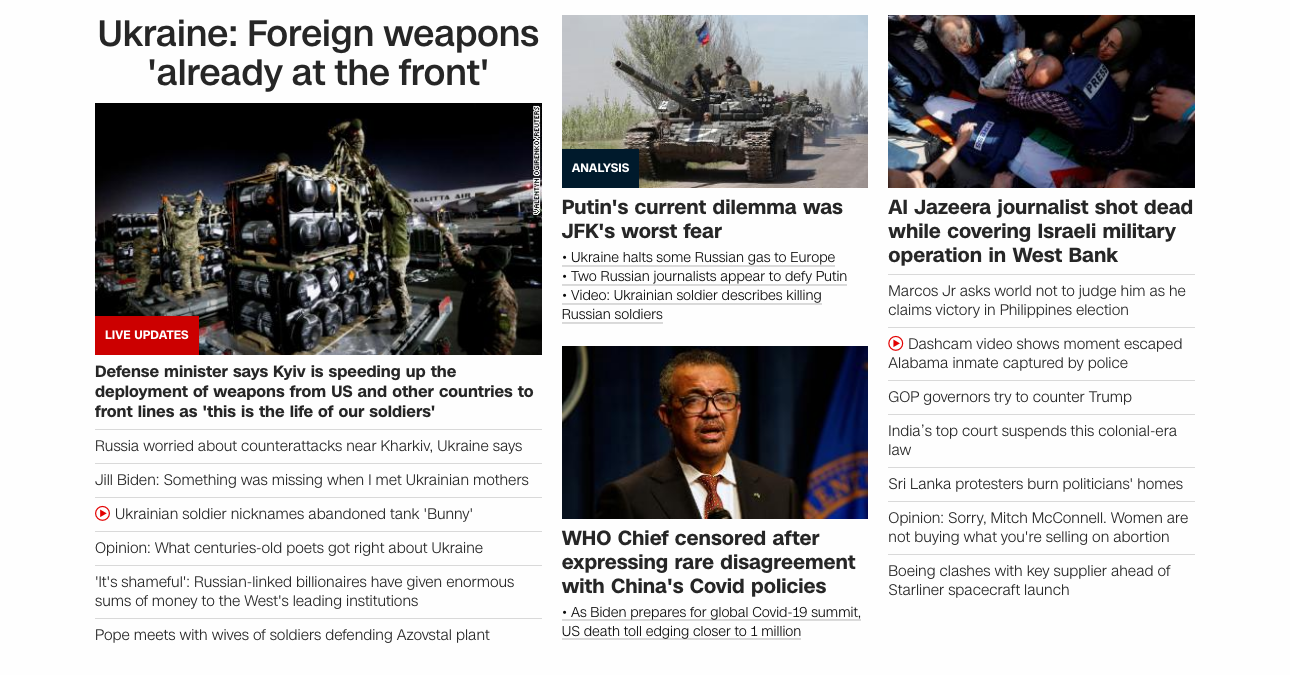 Ukraine: Foreign weapons
'already at the front'
VALENTYN OGIRENKO/REUTERS
KALITTA AIR
LIVE UPDATES
Defense minister says Kyiv is speeding up the
deployment of weapons from US and other countries to
front lines as 'this is the life of our soldiers'
Russia worried about counterattacks near Kharkiv, Ukraine says
Jill Biden: Something was missing when I met Ukrainian mothers
Ukrainian soldier nicknames abandoned tank 'Bunny'
Opinion: What centuries-old poets got right about Ukraine
'It's shameful': Russian-linked billionaires have given enormous
sums of money to the West's leading institutions
Pope meets with wives of soldiers defending Azovstal plant
ANALYSIS
Putin's current dilemma was
JFK's worst fear
• Ukraine halts some Russian gas to Europe
• Two Russian journalists appear to defy Putin
• Video: Ukrainian soldier describes killing
Russian soldiers
WHO Chief censored after
expressing rare disagreement
with China's Covid policies
• As Biden prepares for global Covid-19 summit,
US death toll edging closer to 1 million
PRESS
Al Jazeera journalist shot dead
while covering Israeli military
operation in West Bank
Marcos Jr asks world not to judge him as he
claims victory in Philippines election
Dashcam video shows moment escaped
Alabama inmate captured by police
GOP governors try to counter Trump
India's top court suspends this colonial-era
law
Sri Lanka protesters burn politicians' homes
Opinion: Sorry, Mitch McConnell. Women are
not buying what you're selling on abortion
Boeing clashes with key supplier ahead of
Starliner spacecraft launch